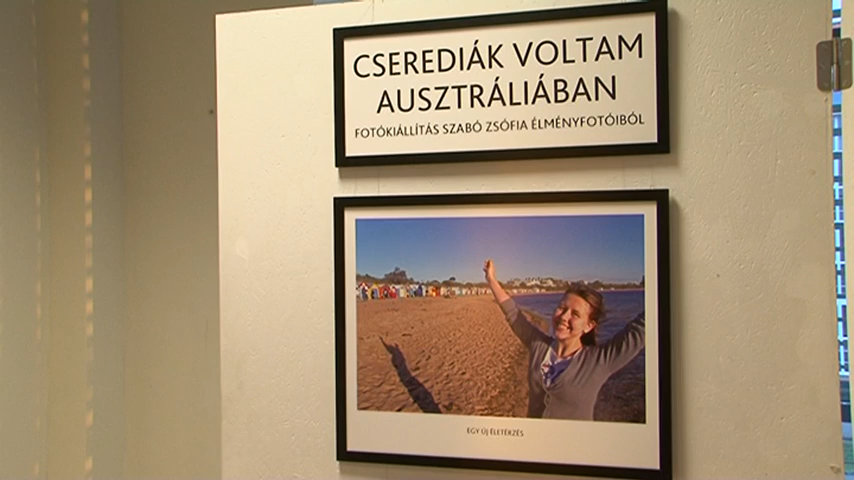 CSEREDIÁK VOLTAM
AUSZTRÁLIÁBAN
FOTÓKIÁLLÍTÁS SZABÓ ZSÓFIA ÉLMÉNYFOTÓIBÓL
EGY ÚJ ÉLETÉRZÉS